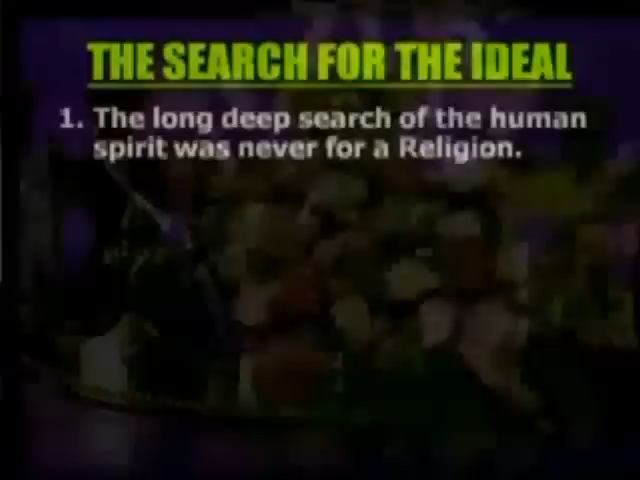 THE SEARCH FOR THE IDEAL
1. The long deep search of the human
spirit was never for a Religion.